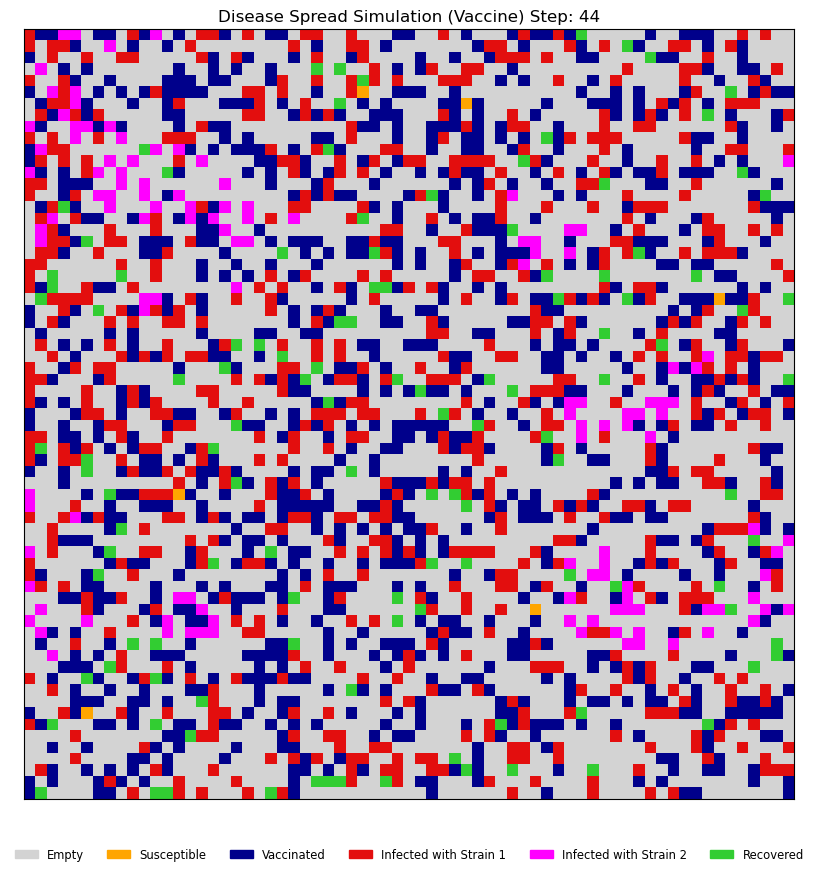 Disease Spread Simulation (Vaccine) Step: 44
Empty Susceptible Vaccinated Infected with Strain 1 Infected with Strain 2 Recovered